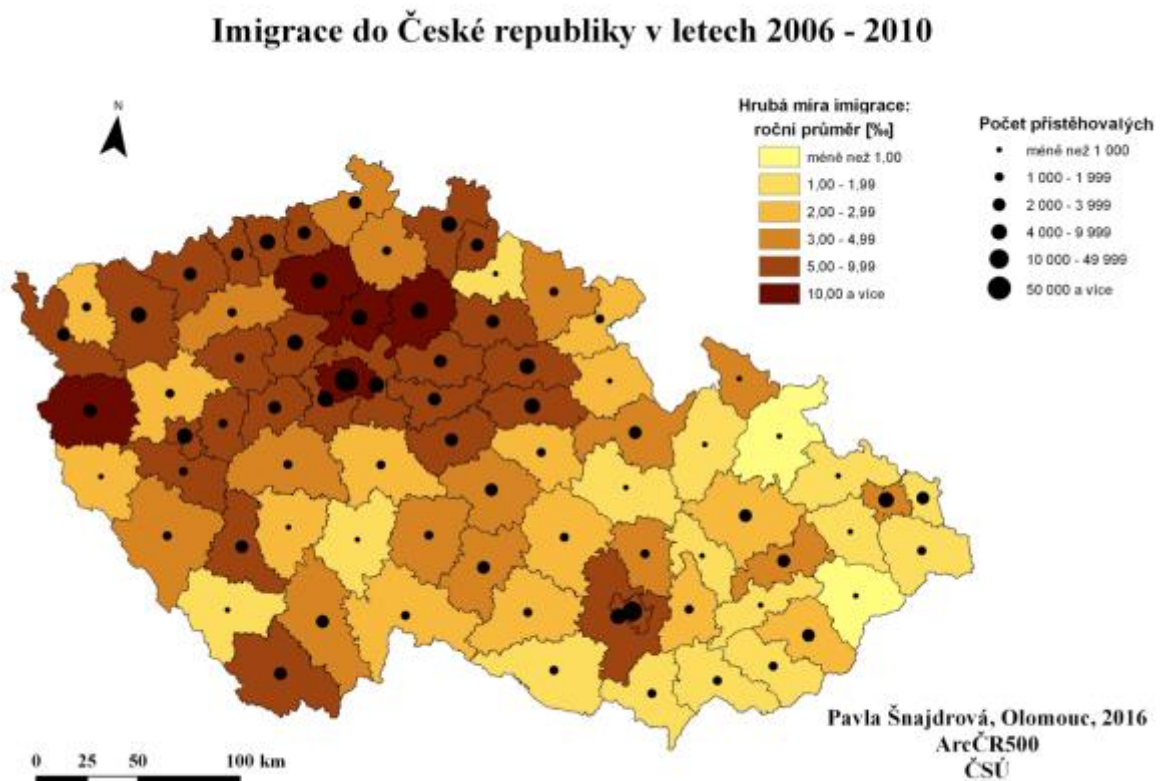 Imigrace do České republiky v letech 2006 - 2010
N
Hrubá míra imigrace:
roční průměr [‰]
méně než 1,00
1,00 - 1,99
2,00 - 2,99
3,00 - 4,99
5,00 - 9,99
10,00 a více
Počet přistěhovalých
méně než 1 000
1 000 - 1 999
2 000 - 3 999
4 000 - 9 999
10 000 - 49 999
50 000 a více
Pavla Šnajdrová, Olomouc, 2016
ArcČR500
ČSÚ
0 25 50 100 km